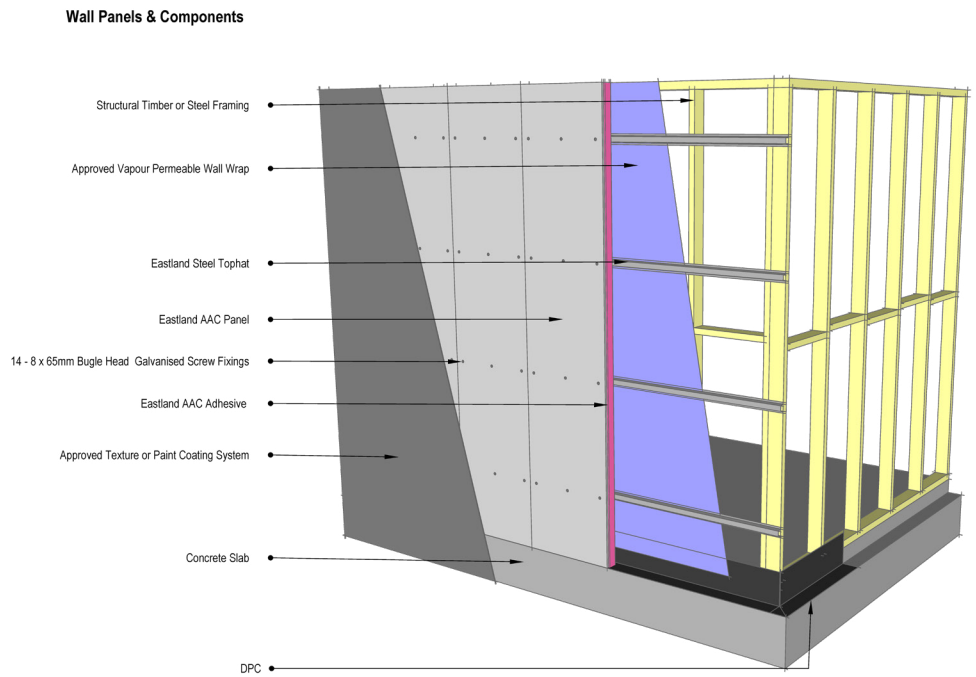 Wall Panels & Components
Structural Timber or Steel Framing
Approved Vapour Permeable Wall Wrap
Eastland Steel Tophat
Eastland AAC Panel
14 - 8 x 65mm Bugle Head Galvanised Screw Fixings
Eastland AAC Adhesive
Approved Texture or Paint Coating System
Concrete Slab
DPC